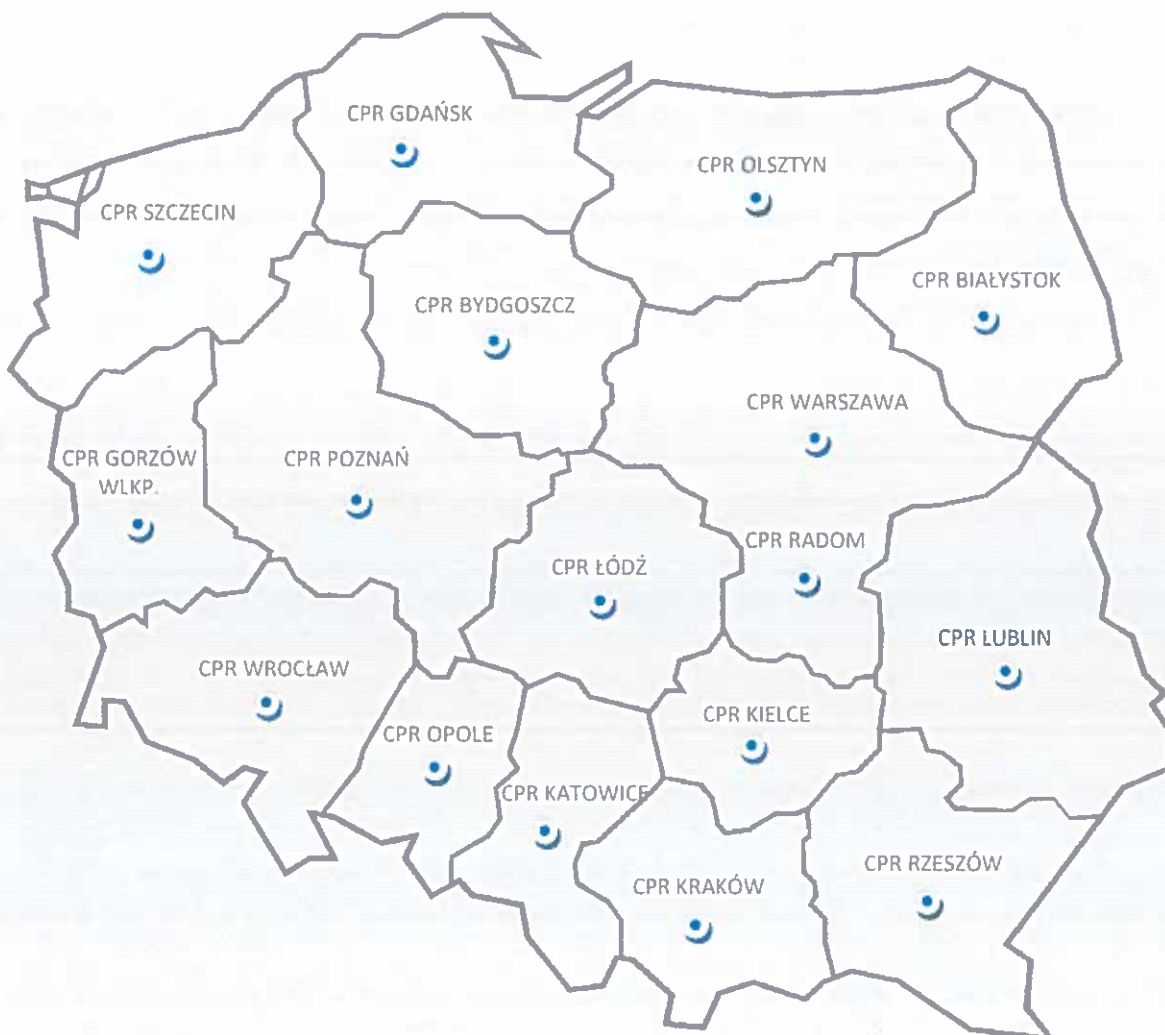 CPR GDAŃSK
CPR OLSZTYN
CPR SZCZECIN
CPR BIAŁYSTOK
CPR BYDGOSZCZ
CPR WARSZAWA
CPR GORZÓW
WLKP.
CPR POZNAŃ
CPR RADOM
CPR ŁÓDŹ
CPR LUBLIN
CPR WROCŁAW
CPR KIELCE
CPR OPOLE
CPR KATOWICE
CPR RZESZÓW
CPR KRAKÓW